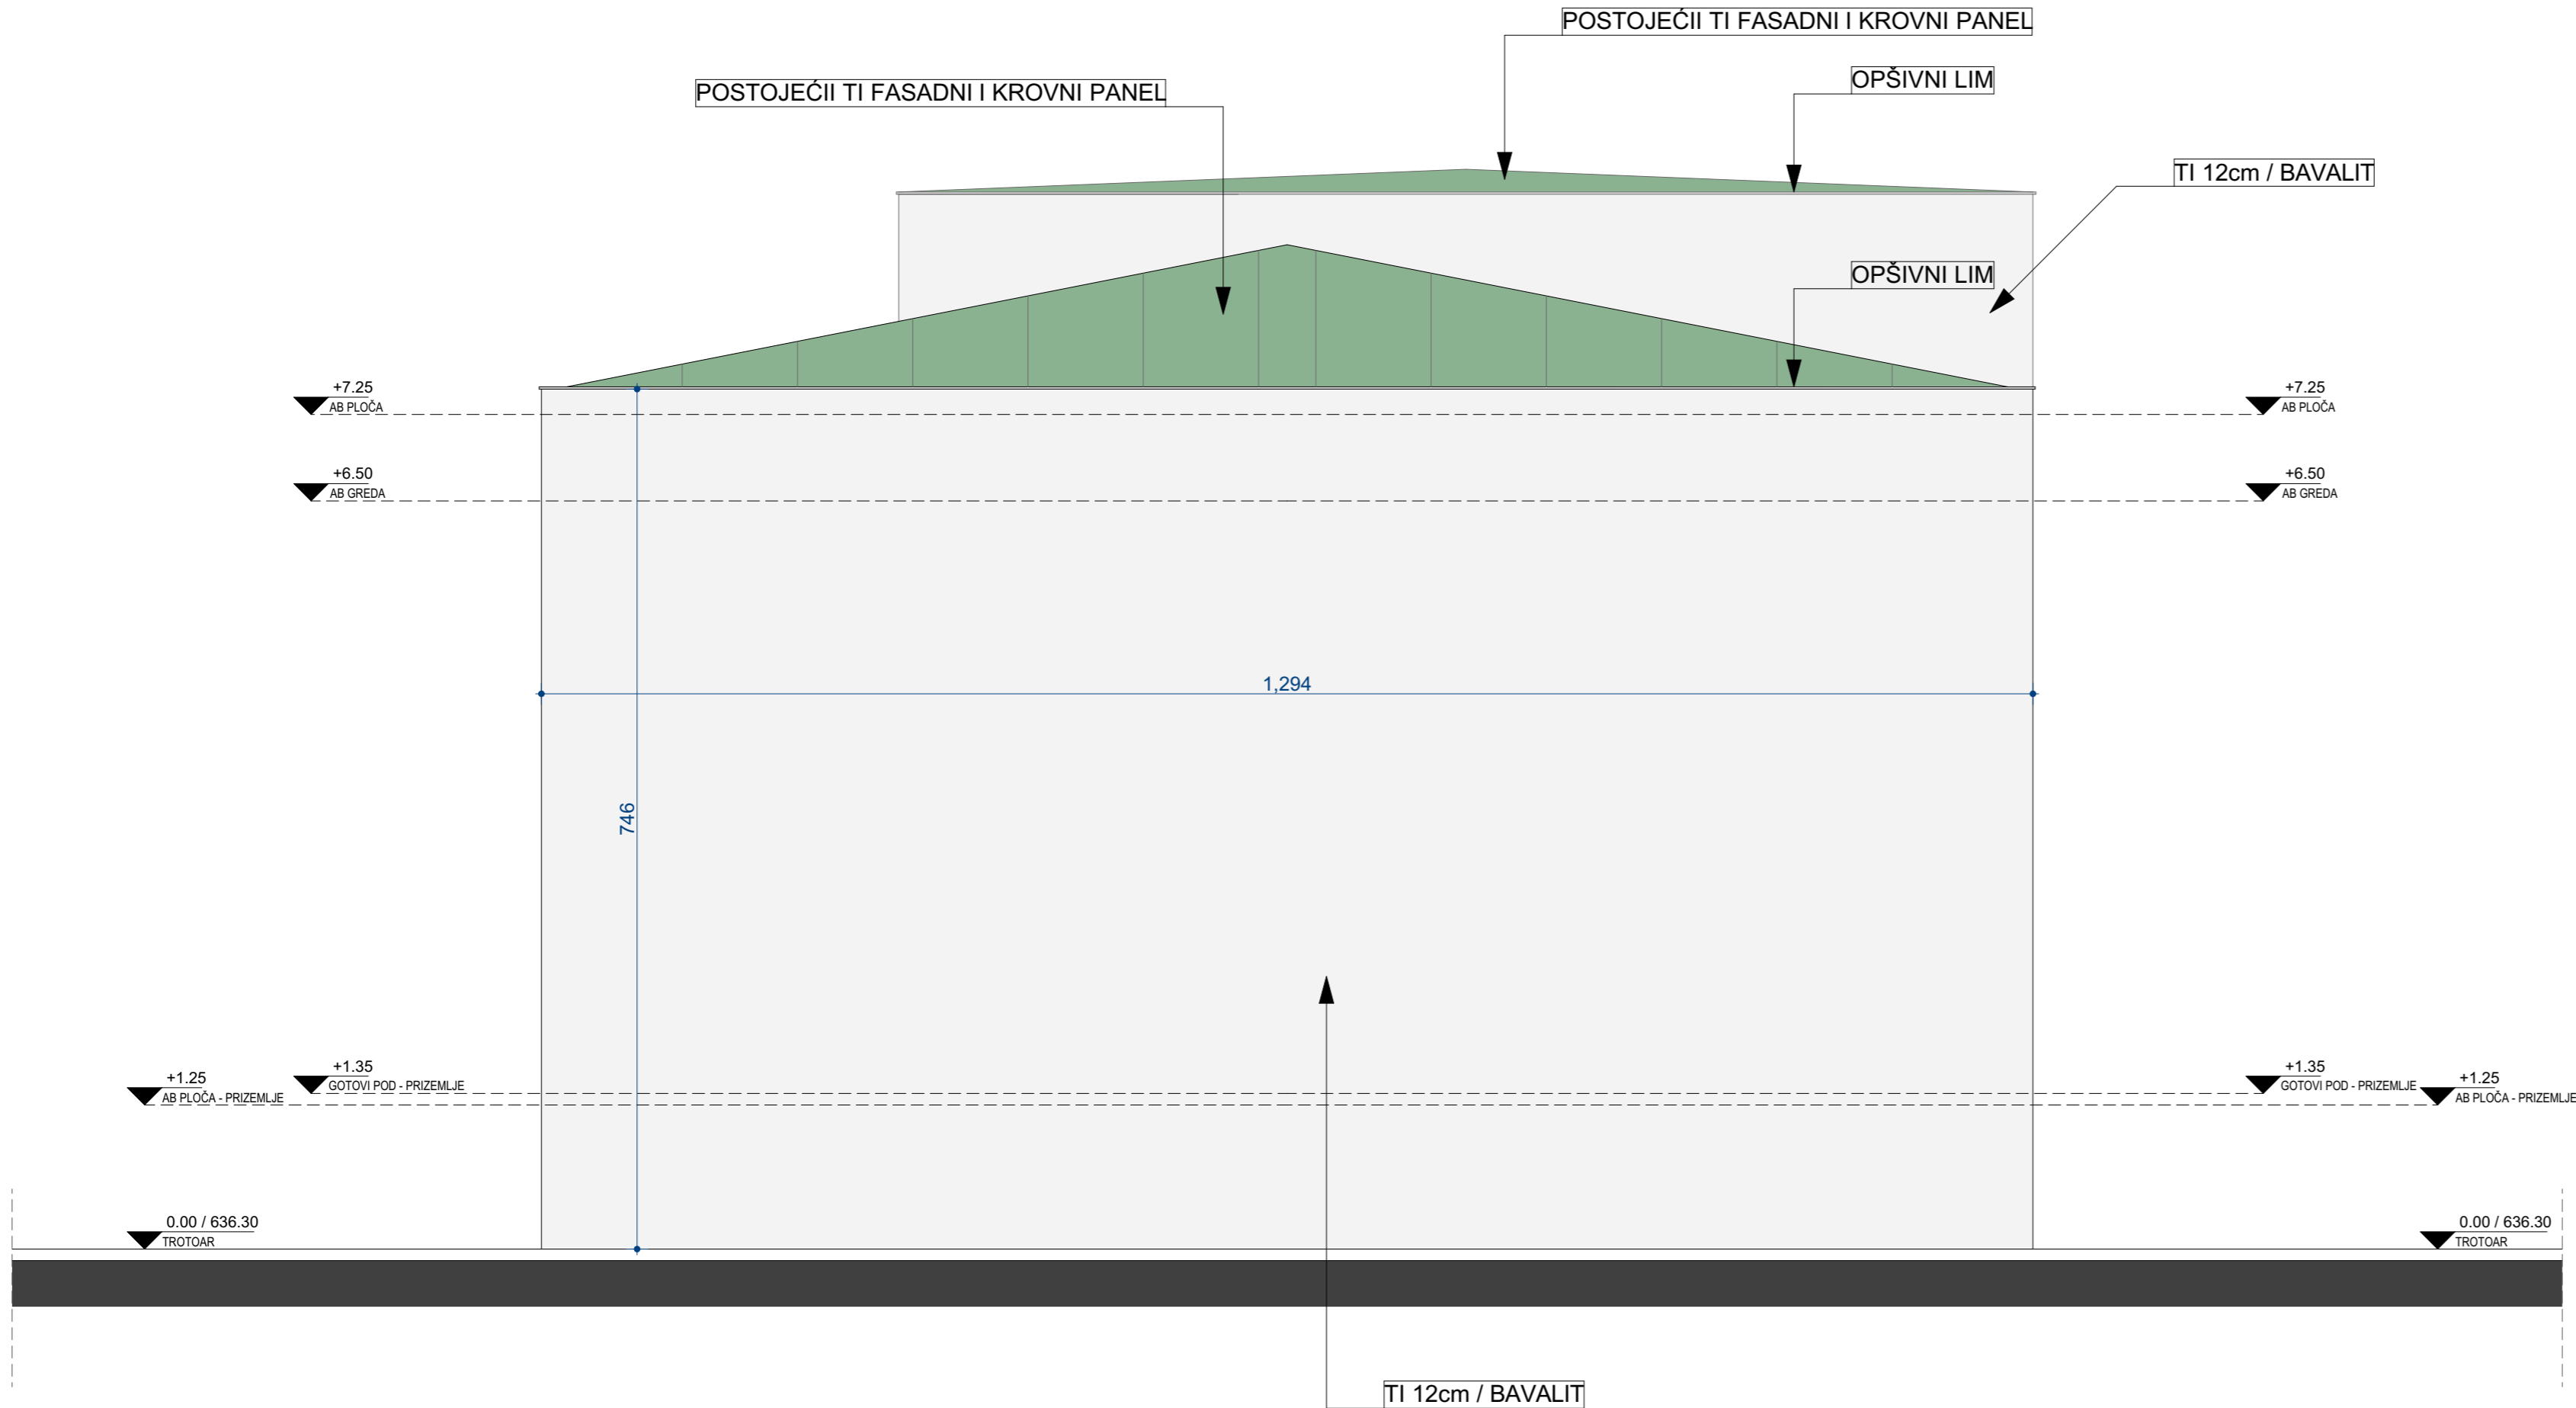 POSTOJEĆII TI FASADNI I KROVNI PANEL
OPŠIVNI LIM
POSTOJEĆII TI FASADNI I KROVNI PANEL
TI 12cm / BAVALIT
OPŠIVNI LIM
+7.25
AB PLOČA
+7.25
AB PLOČA
+6.50
AB GREDA
+6.50
AB GREDA
1,294
746
+1.35
GOTOVI POD - PRIZEMLJE
+1.25
AB PLOČA - PRIZEMLJE
+1.35
GOTOVI POD - PRIZEMLJE
+1.25
AB PLOČA - PRIZEMLJE
0.00 / 636.30
TROTOAR
0.00 / 636.30
TROTOAR
TI 12cm / BAVALIT